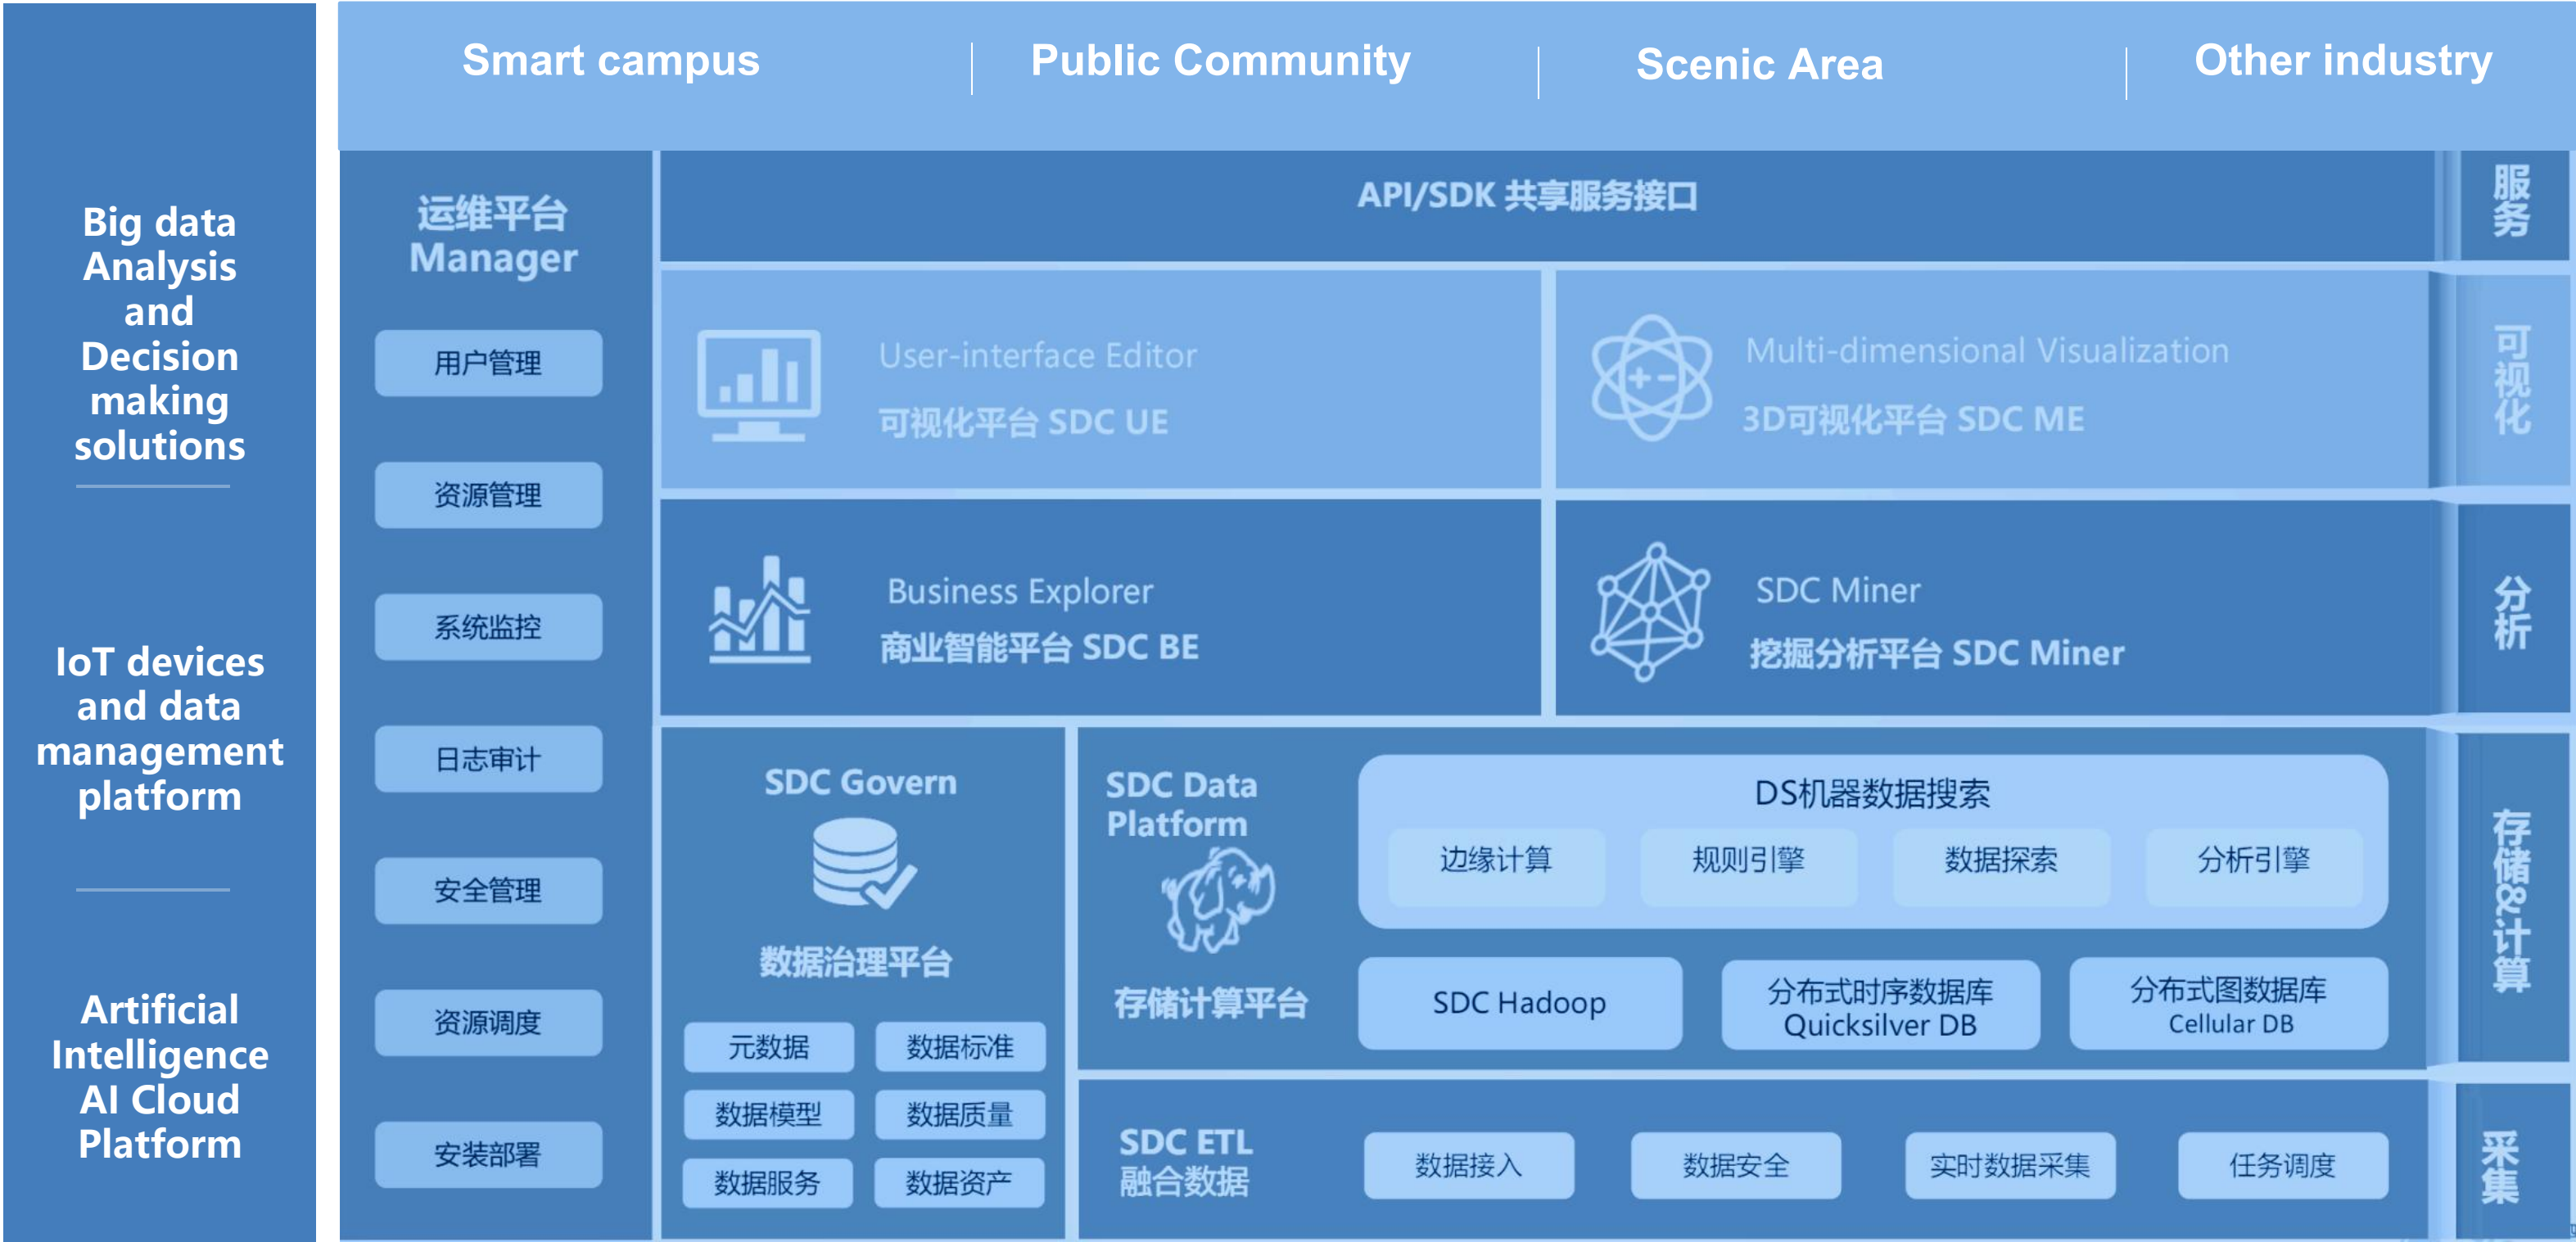 Smart campus
Public Community
Scenic Area
Other industry
Big data
Analysis
and
Decision
making
solutions
IoT devices
and data
management
platform
Artificial
Intelligence
AI Cloud
Platform
运维平台
Manager
用户管理
资源管理
系统监控
日志审计
安全管理
资源调度
安装部署
API/SDK 共享服务接口
服务
User-interface Editor
可视化平台 SDC UE
Multi-dimensional Visualization
3D可视化平台 SDC ME
可视化
Business Explorer
商业智能平台 SDC BE
SDC Miner
挖掘分析平台 SDC Miner
分析
SDC Govern
数据治理平台
元数据
数据标准
数据模型
数据质量
数据服务
数据资产
SDC Data
Platform
存储计算平台
DS机器数据搜索
边缘计算
规则引擎
数据探索
分析引擎
SDC Hadoop
分布式时序数据库
Quicksilver DB
分布式图数据库
Cellular DB
存储&计算
SDC ETL
融合数据
数据接入
数据安全
实时数据采集
任务调度
采集